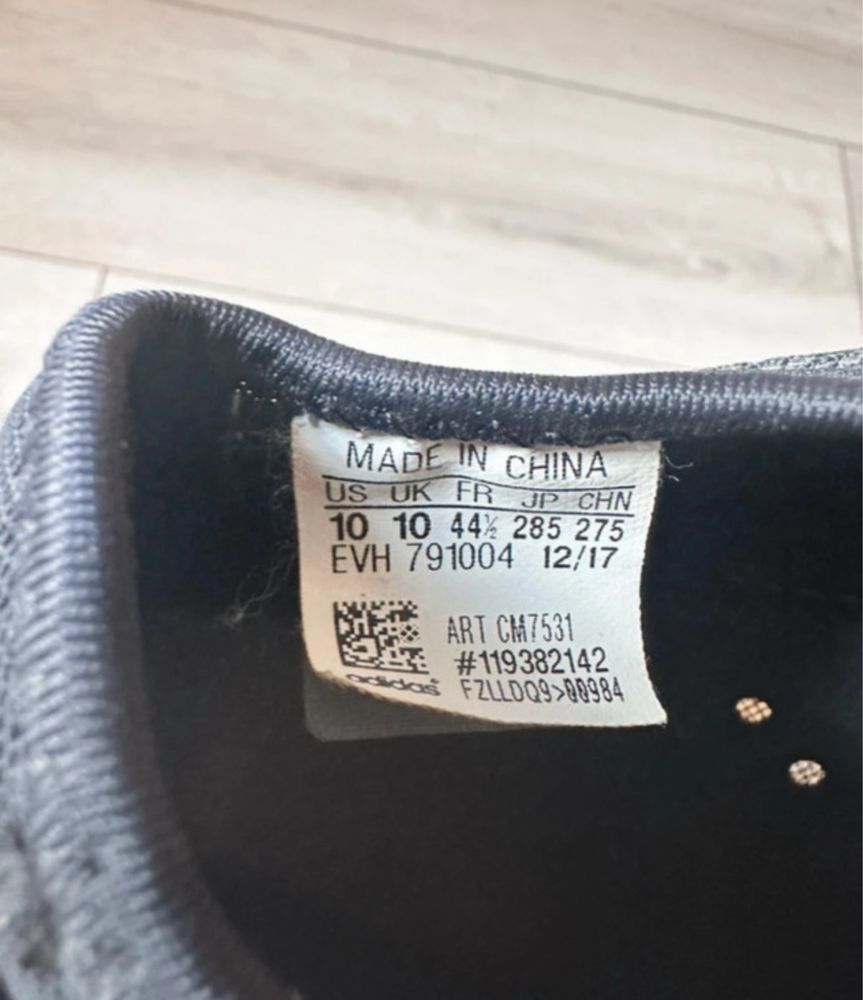 MADE IN CHINA
US UK FR JP CHN
10 10 44½ 285 275
EVH 791004 12/17
ART CM7531
#119382142
adidas FZLLDQ9>00984